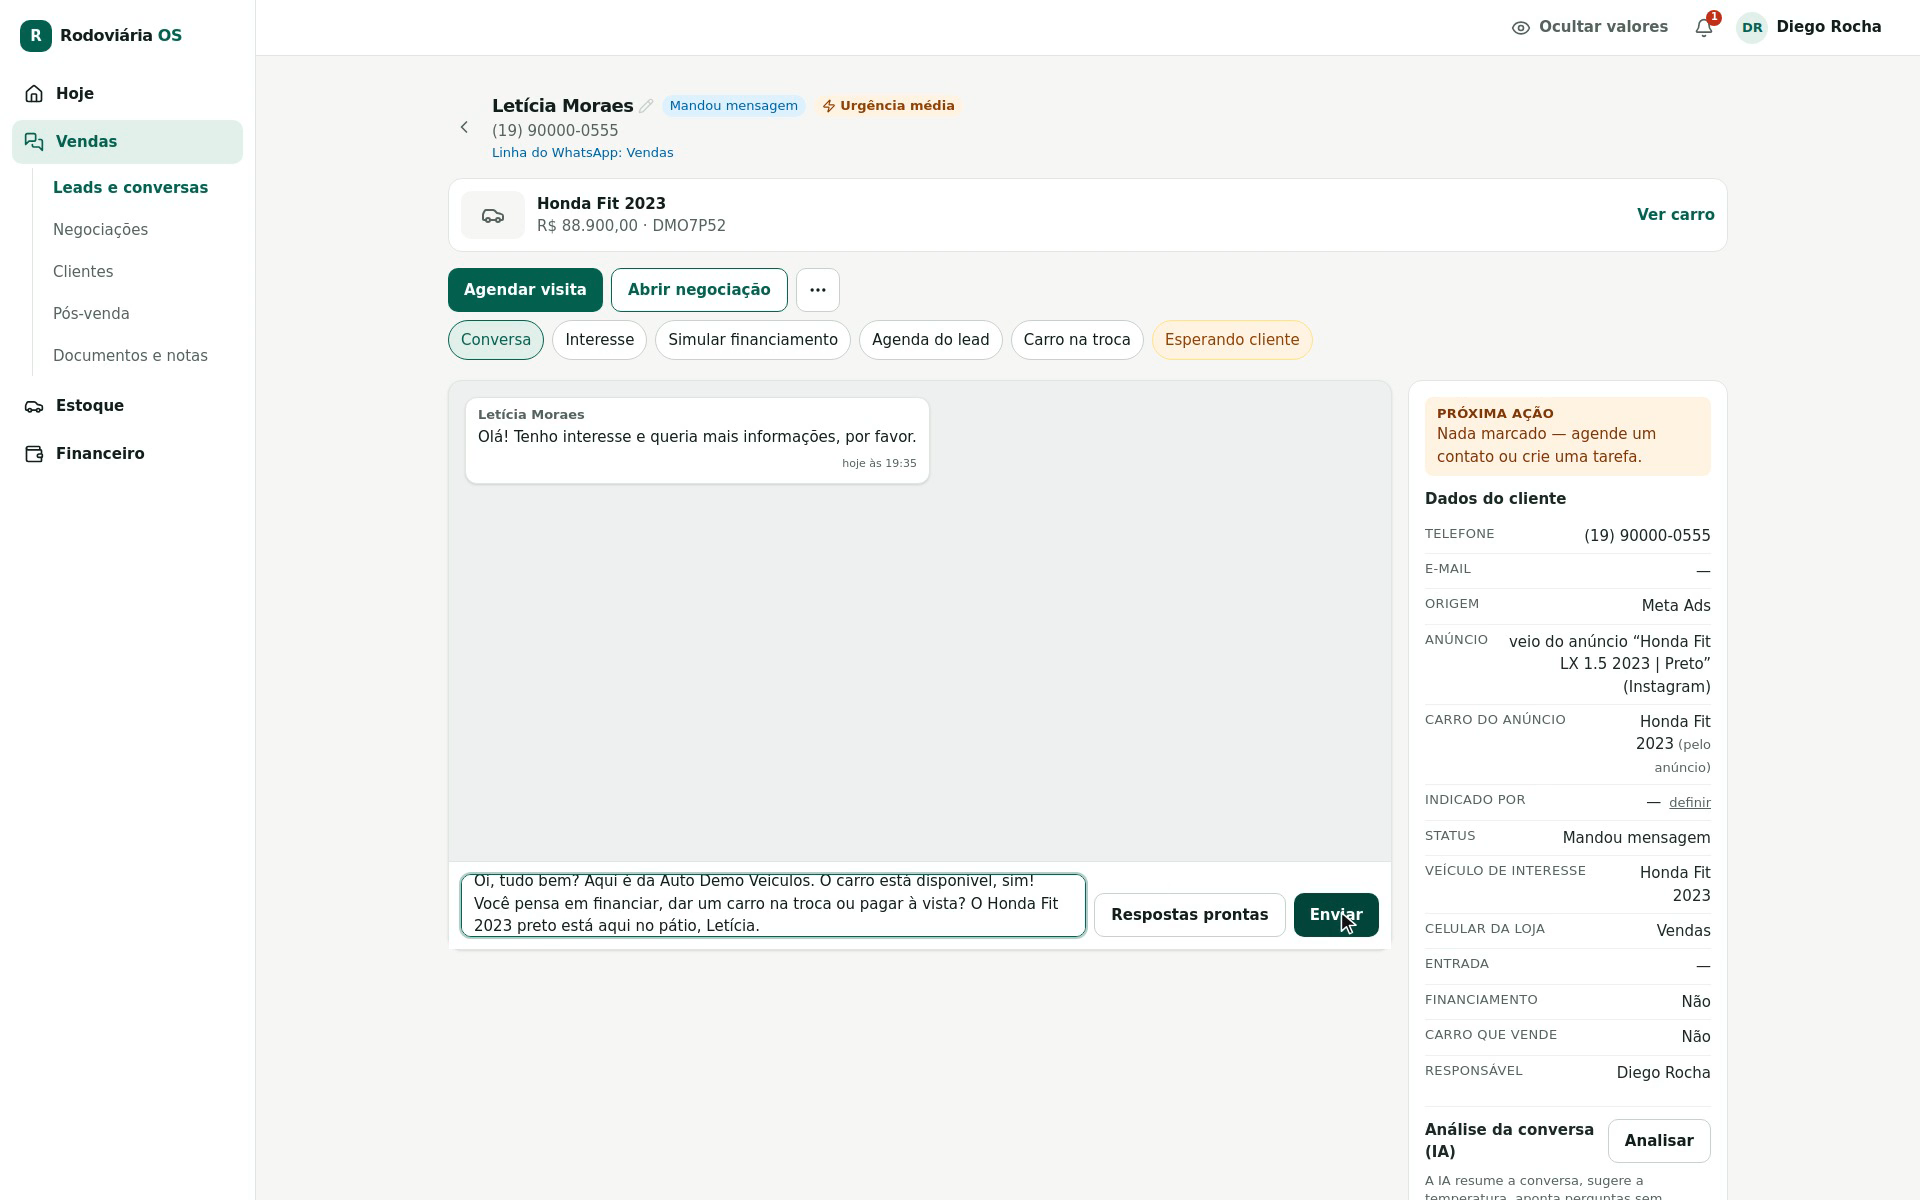 R Rodoviária OS
Ocultar valores
1
DR Diego Rocha
Hoje
Vendas
Leads e conversas
Negociações
Clientes
Pós-venda
Documentos e notas
Estoque
Financeiro
Letícia Moraes
Mandou mensagem
Urgência média
(19) 90000-0555
Linha do WhatsApp: Vendas
Honda Fit 2023
R$ 88.900,00 · DMO7P52
Ver carro
Agendar visita
Abrir negociação
Conversa
Interesse
Simular financiamento
Agenda do lead
Carro na troca
Esperando cliente
Letícia Moraes
Olá! Tenho interesse e queria mais informações, por favor.
hoje às 19:35
Oi, tudo bem? Aqui é da Auto Demo Veículos. O carro está disponível, sim!
Você pensa em financiar, dar um carro na troca ou pagar à vista? O Honda Fit
2023 preto está aqui no pátio, Letícia.
Respostas prontas
Enviar
PRÓXIMA AÇÃO
Nada marcado — agende um
contato ou crie uma tarefa.
Dados do cliente
TELEFONE (19) 90000-0555
E-MAIL —
ORIGEM Meta Ads
ANÚNCIO veio do anúncio “Honda Fit
LX 1.5 2023 | Preto”
(Instagram)
CARRO DO ANÚNCIO Honda Fit
2023 (pelo
anúncio)
INDICADO POR — definir
STATUS Mandou mensagem
VEÍCULO DE INTERESSE Honda Fit
2023
CELULAR DA LOJA Vendas
ENTRADA —
FINANCIAMENTO Não
CARRO QUE VENDE Não
RESPONSÁVEL Diego Rocha
Análise da conversa
(IA)
Analisar
A IA resume a conversa, sugere a
temperatura, aponta perguntas sem